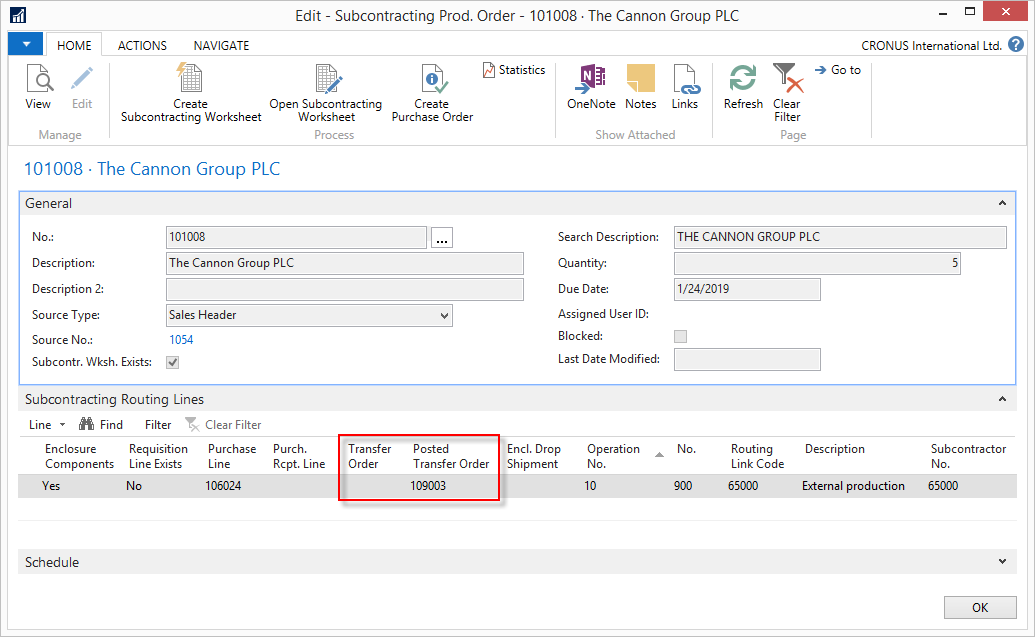 Edit - Subcontracting Prod. Order - 101008 · The Cannon Group PLC
HOME ACTIONS NAVIGATE CRONUS International Ltd. ?
View
Edit
Manage
Create
Subcontracting Worksheet
Open Subcontracting
Worksheet
Create
Purchase Order
Statistics
Process
OneNote
Notes
Links
Show Attached
Refresh
Clear
Filter
Go to
Page
101008 · The Cannon Group PLC
General
No.: 101008 ...
Description: The Cannon Group PLC
Description 2:
Source Type: Sales Header
Source No.: 1054
Subcontr. Wksh. Exists:
Search Description: THE CANNON GROUP PLC
Quantity: 5
Due Date: 1/24/2019
Assigned User ID:
Blocked:
Last Date Modified:
Subcontracting Routing Lines
Line Find Filter Clear Filter
Enclosure Requisition Purchase Purch. Transfer Posted Encl. Drop Operation No. Routing Description Subcontractor
Components Line Exists Line Rcpt. Line Order Transfer Order Shipment No. Link Code No.
Yes No 106024 109003 10 900 65000 External production 65000
Schedule
OK